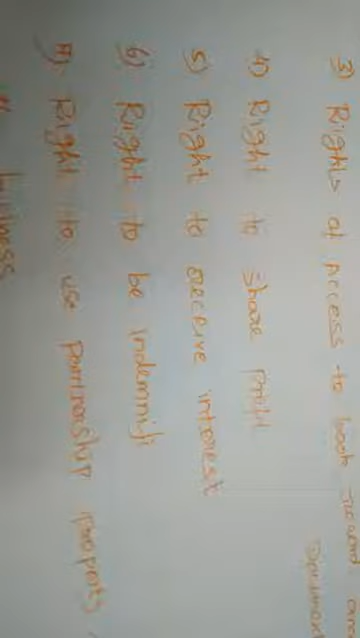 3) Rights of access to book record, and
Document
4) Right to share profit
5) Right to receive interest
6) Right to be indemnify
7) Right to use partnership property
business